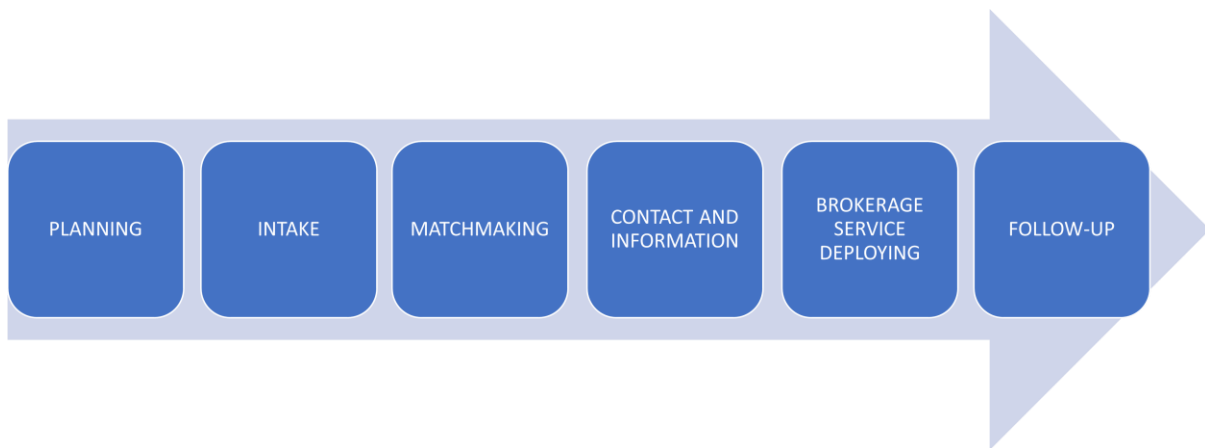 PLANNING
INTAKE
MATCHMAKING
CONTACT AND
INFORMATION
BROKERAGE
SERVICE
DEPLOYING
FOLLOW-UP